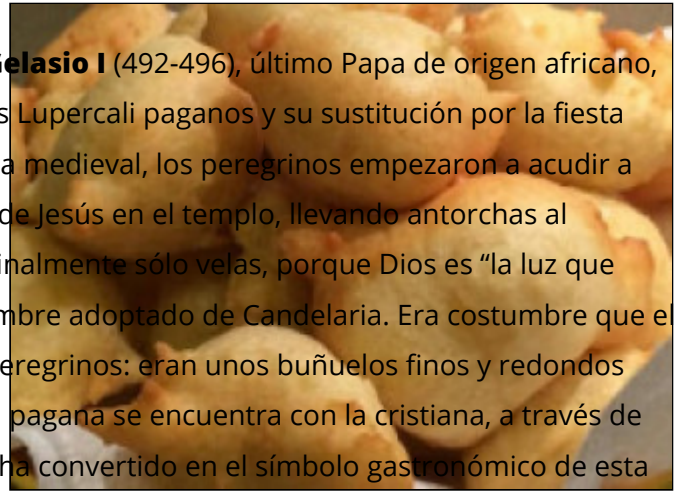 Gelasio I (492-496), último Papa de origen africano,
s Lupercali paganos y su sustitución por la fiesta
a medieval, los peregrinos empezaron a acudir a
de Jesús en el templo, llevando antorchas al
inalmente sólo velas, porque Dios es “la luz que
mbre adoptado de Candelaria. Era costumbre que el
eregrinos: eran unos buñuelos finos y redondos
pagana se encuentra con la cristiana, a través de
ha convertido en el símbolo gastronómico de esta